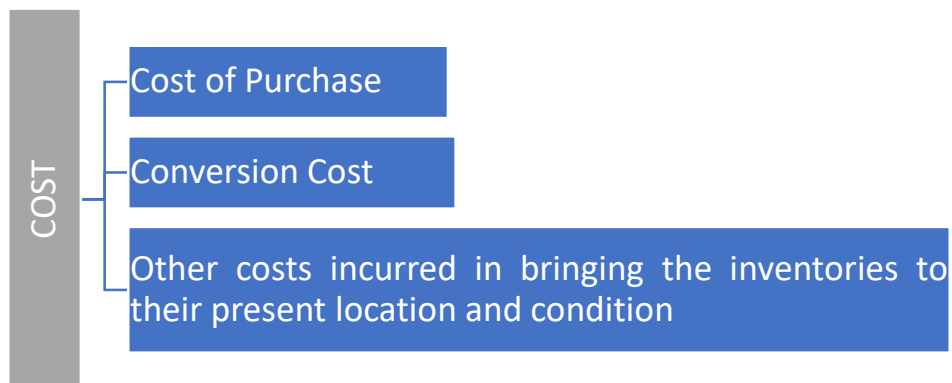 COST
Cost of Purchase
Conversion Cost
Other costs incurred in bringing the inventories to
their present location and condition